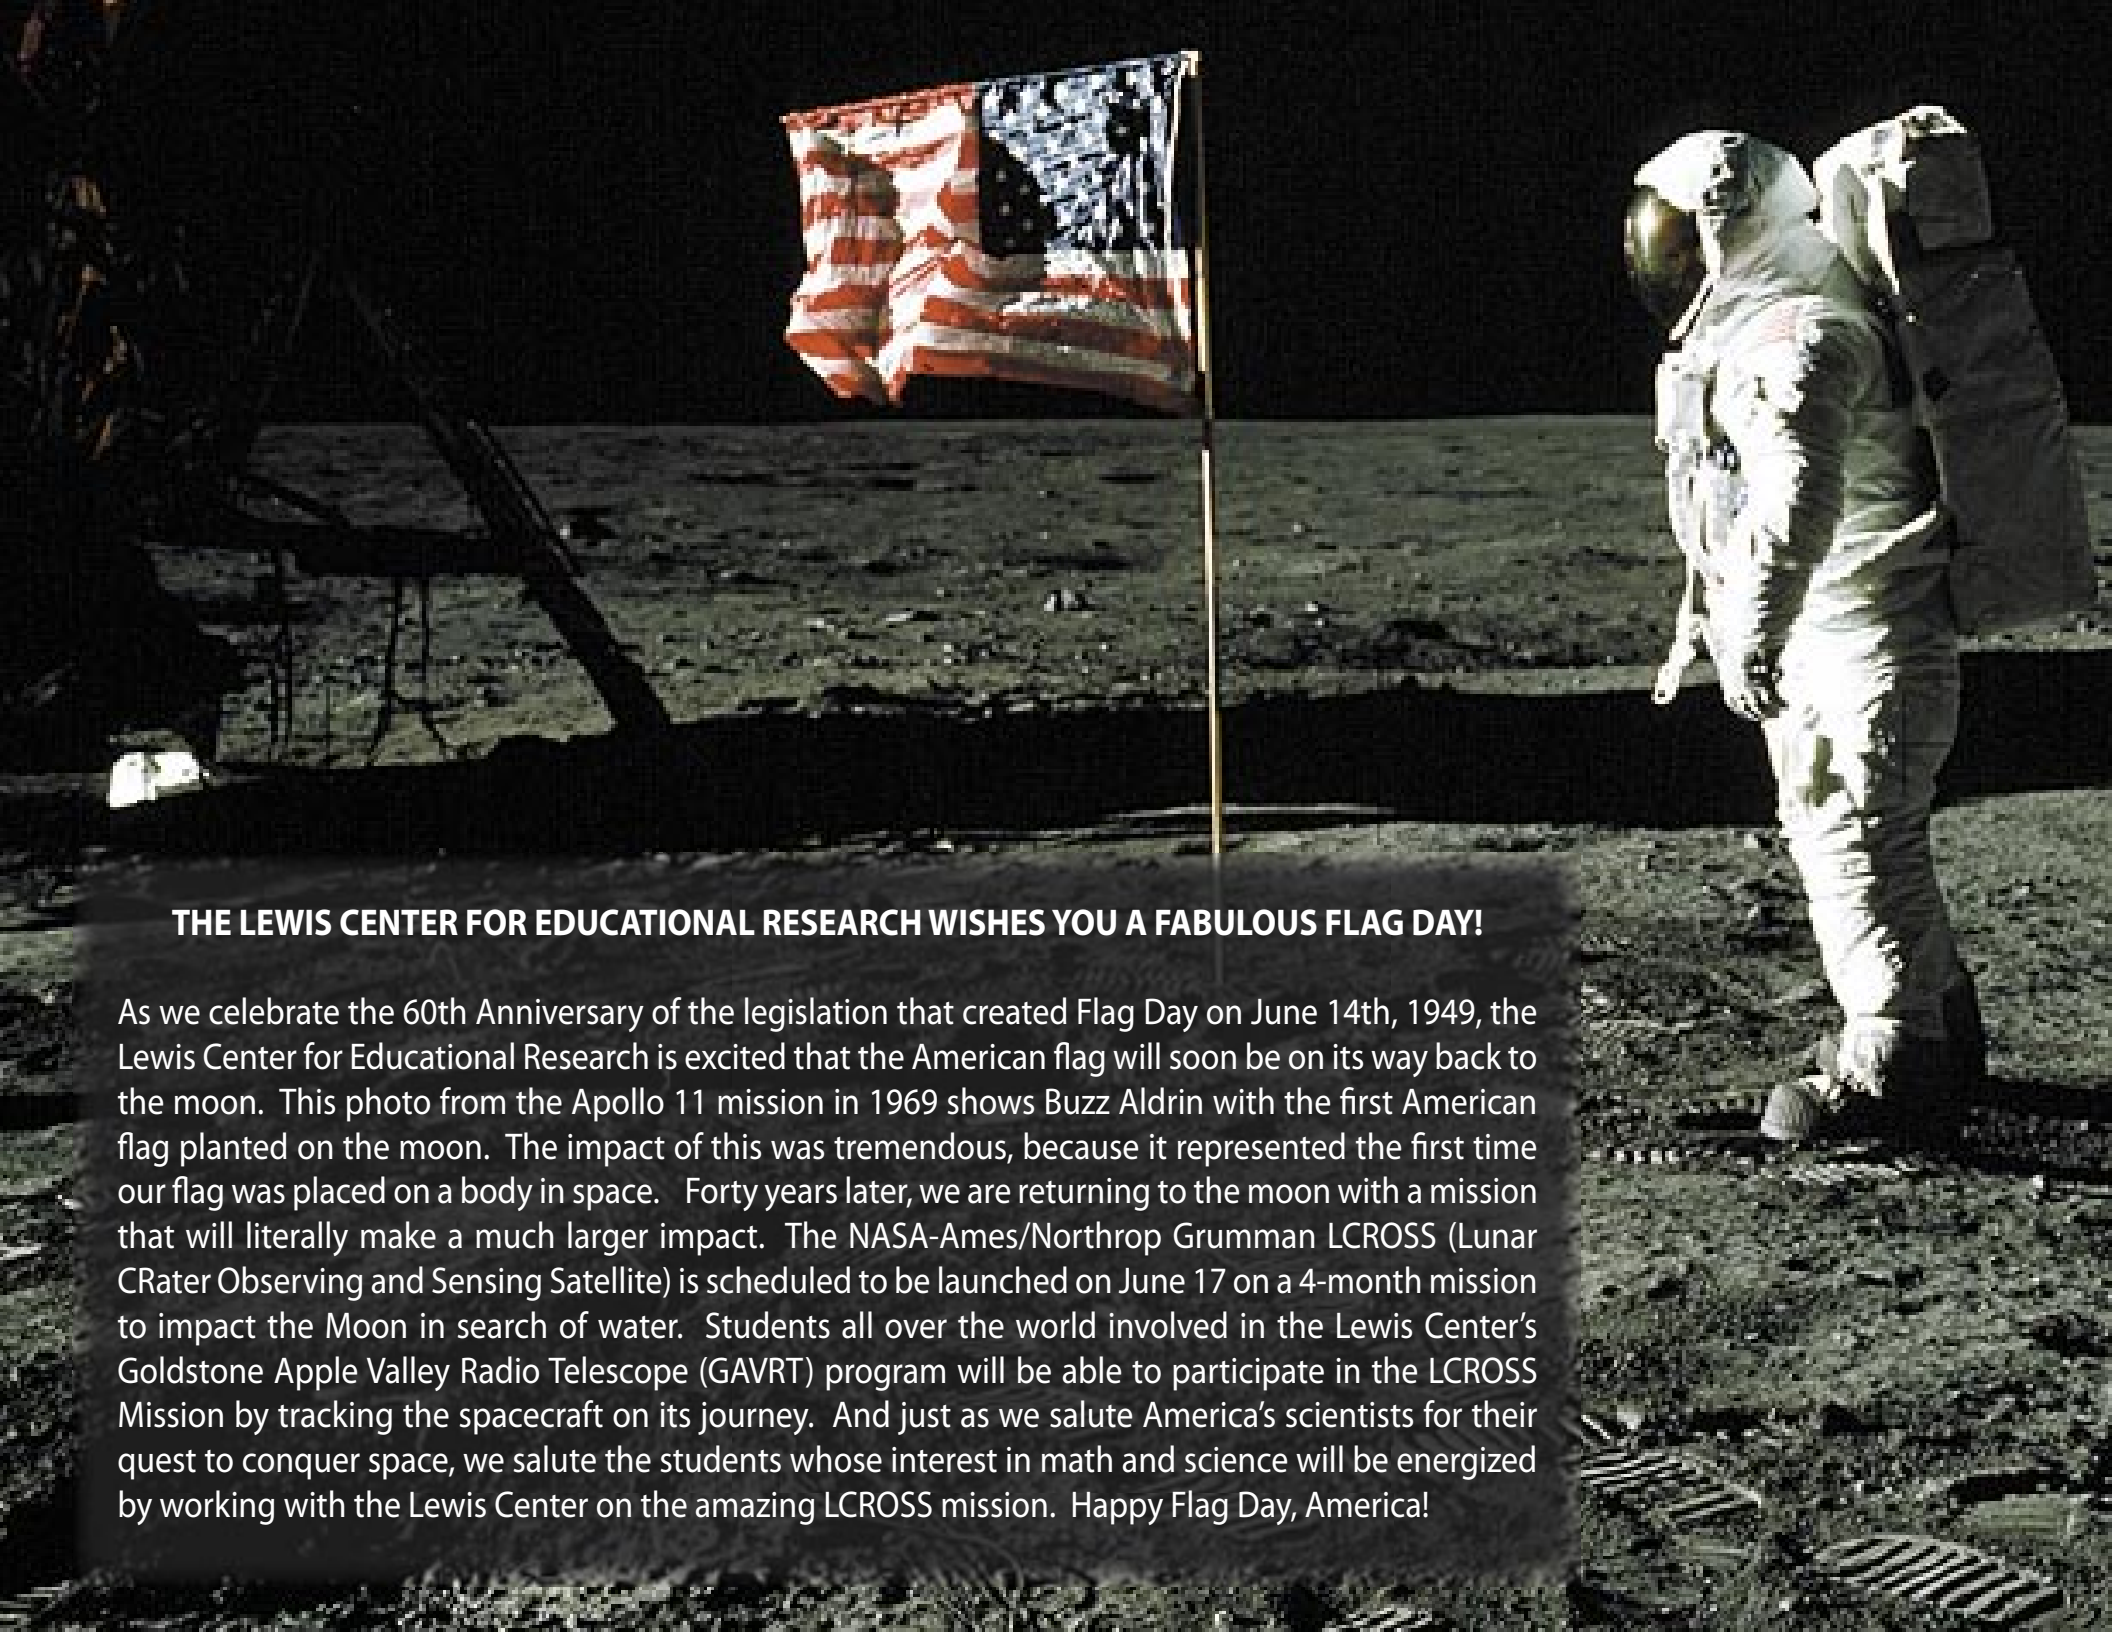 THE LEWIS CENTER FOR EDUCATIONAL RESEARCH WISHES YOU A FABULOUS FLAG DAY!
As we celebrate the 60th Anniversary of the legislation that created Flag Day on June 14th, 1949, the
Lewis Center for Educational Research is excited that the American flag will soon be on its way back to
the moon.  This photo from the Apollo 11 mission in 1969 shows Buzz Aldrin with the first American
flag planted on the moon.  The impact of this was tremendous, because it represented the first time
our flag was placed on a body in space.   Forty years later, we are returning to the moon with a mission
that will literally make a much larger impact.  The NASA-Ames/Northrop Grumman LCROSS (Lunar
CRater Observing and Sensing Satellite) is scheduled to be launched on June 17 on a 4-month mission
to impact the Moon in search of water.  Students all over the world involved in the Lewis Center’s
Goldstone Apple Valley Radio Telescope (GAVRT) program will be able to participate in the LCROSS
Mission by tracking the spacecraft on its journey.  And just as we salute America’s scientists for their
quest to conquer space, we salute the students whose interest in math and science will be energized
by working with the Lewis Center on the amazing LCROSS mission.  Happy Flag Day, America!